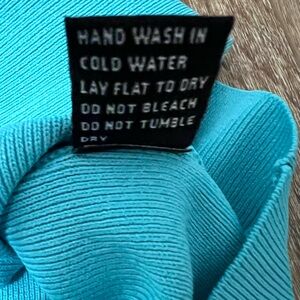 HAND WASH IN
COLD WATER
LAY FLAT TO DRY
DO NOT BLEACH
DO NOT TUMBLE
DRY